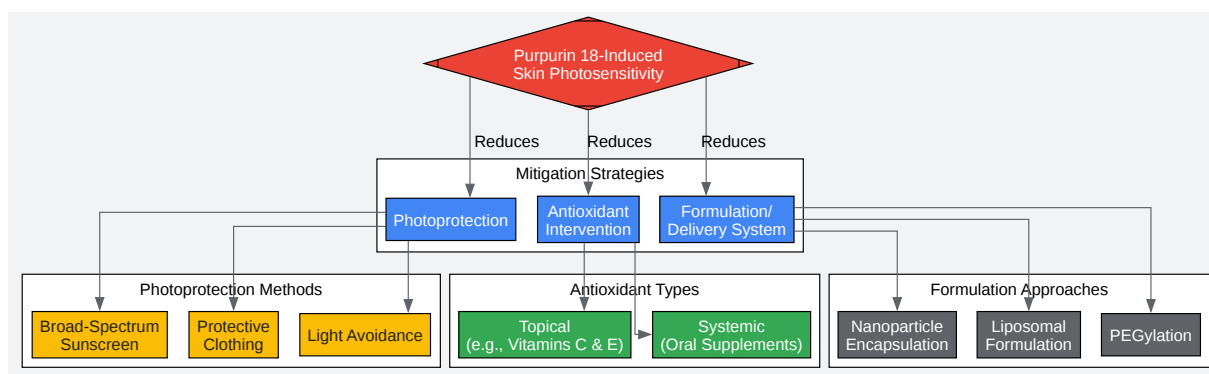 Purpurin 18-Induced
Skin Photosensitivity
Reduces
Reduces
Reduces
Mitigation Strategies
Photoprotection
Antioxidant
Intervention
Formulation/
Delivery System
Photoprotection Methods
Broad-Spectrum
Sunscreen
Protective
Clothing
Light Avoidance
Antioxidant Types
Topical
(e.g., Vitamins C & E)
Systemic
(Oral Supplements)
Formulation Approaches
Nanoparticle
Encapsulation
Liposomal
Formulation
PEGylation